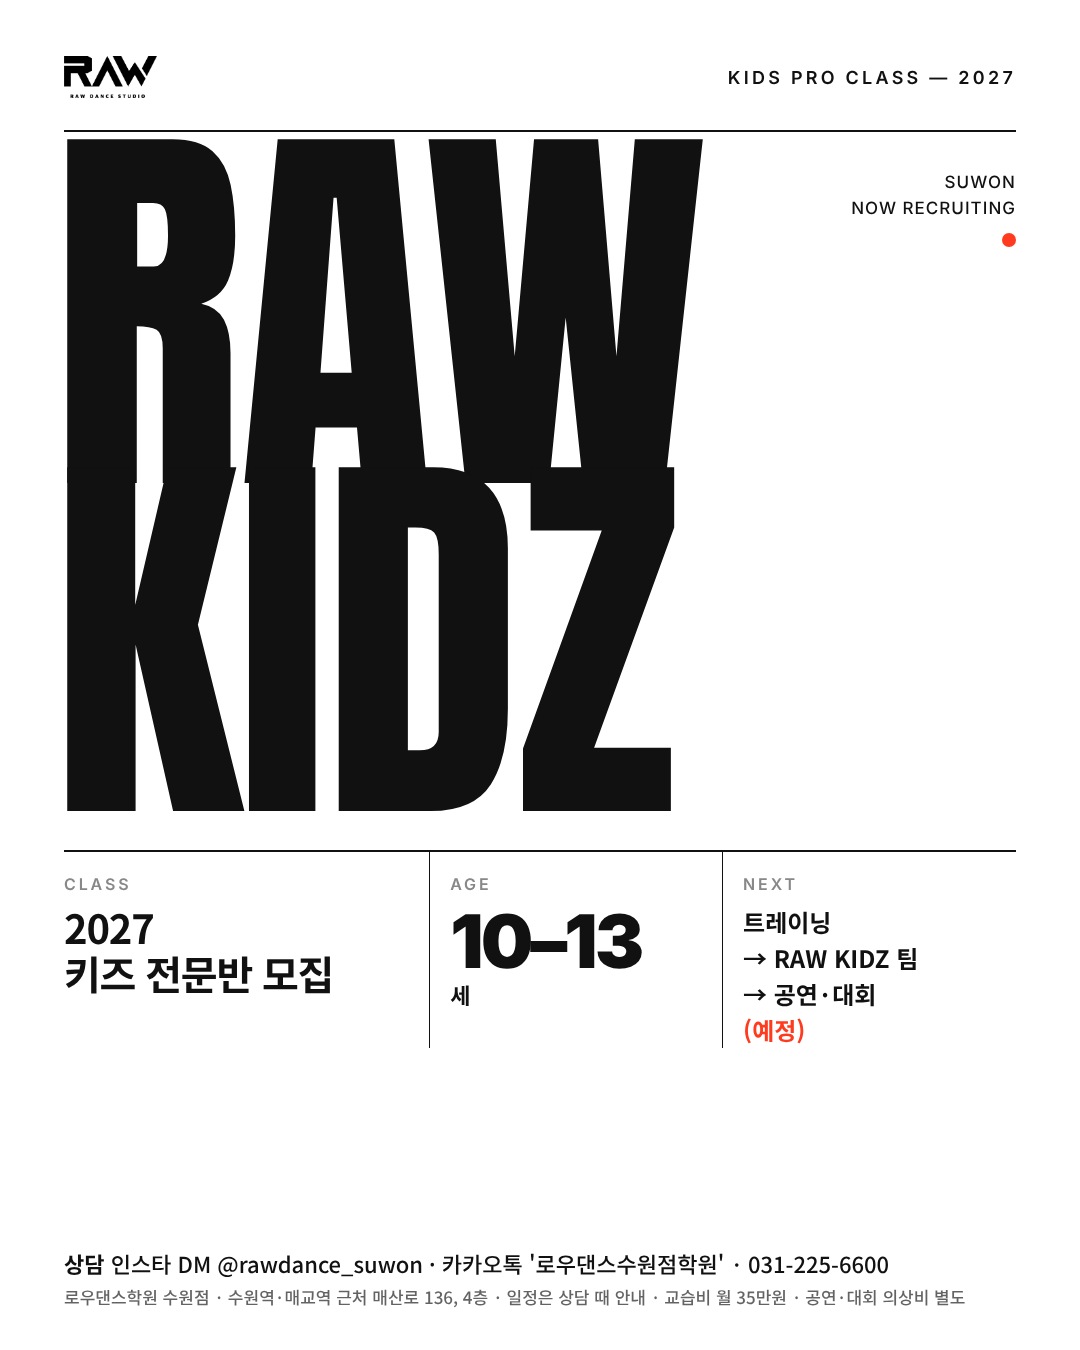 RAW
RAW DANCE STUDIO
KIDS PRO CLASS — 2027
SUWON
NOW RECRUITING
RAW
KIDZ
CLASS
2027
키즈 전문반 모집
AGE
10–13
세
NEXT
트레이닝
→ RAW KIDZ 팀
→ 공연·대회
(예정)
상담 인스타 DM @rawdance_suwon · 카카오톡 '로우댄스수원점학원' · 031-225-6600
로우댄스학원 수원점 · 수원역·매교역 근처 매산로 136, 4층 · 일정은 상담 때 안내 · 교습비 월 35만원 · 공연·대회 의상비 별도